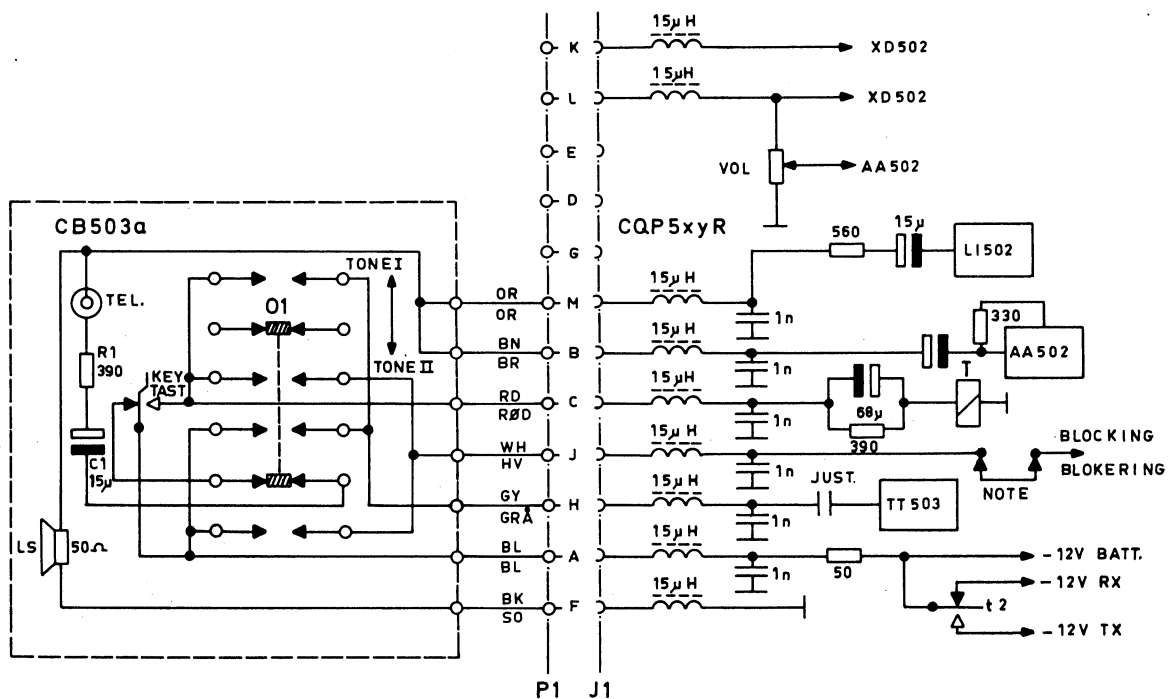 15µH
K
XD502
15µH
L
XD502
E
VOL
AA502
D
CB503a
CQP5xyR
G
560
15µ
LI502
TONE I
TEL.
O1
15µH
OR
M
OR
1n
330
R1
390
TONE II
15µH
BN
B
BR
1n
AA502
KEY
TAST
15µH
RD
C
RØD
1n
68µ
390
T
C1
15µ
15µH
WH
J
HV
1n
NOTE
BLOCKING
BLOKERING
15µH
GY
H
GRÅ
1n
JUST.
TT503
LS
50Ω
15µH
BL
A
BL
1n
50
-12V BATT.
15µH
BK
F
SO
-12V RX
t2
-12V TX
P1 J1